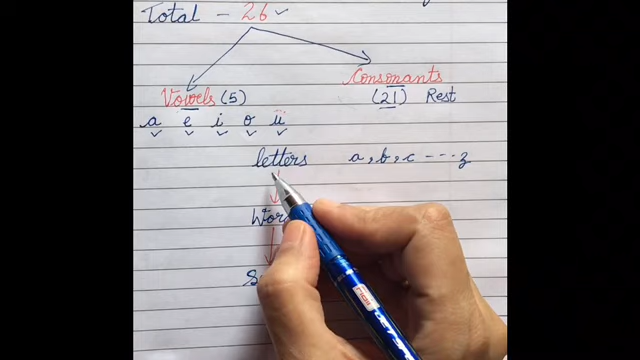 Total - 26
Vowels (5)
Consonants
(21) Rest
a e i o u
letters a, b, c ---- z